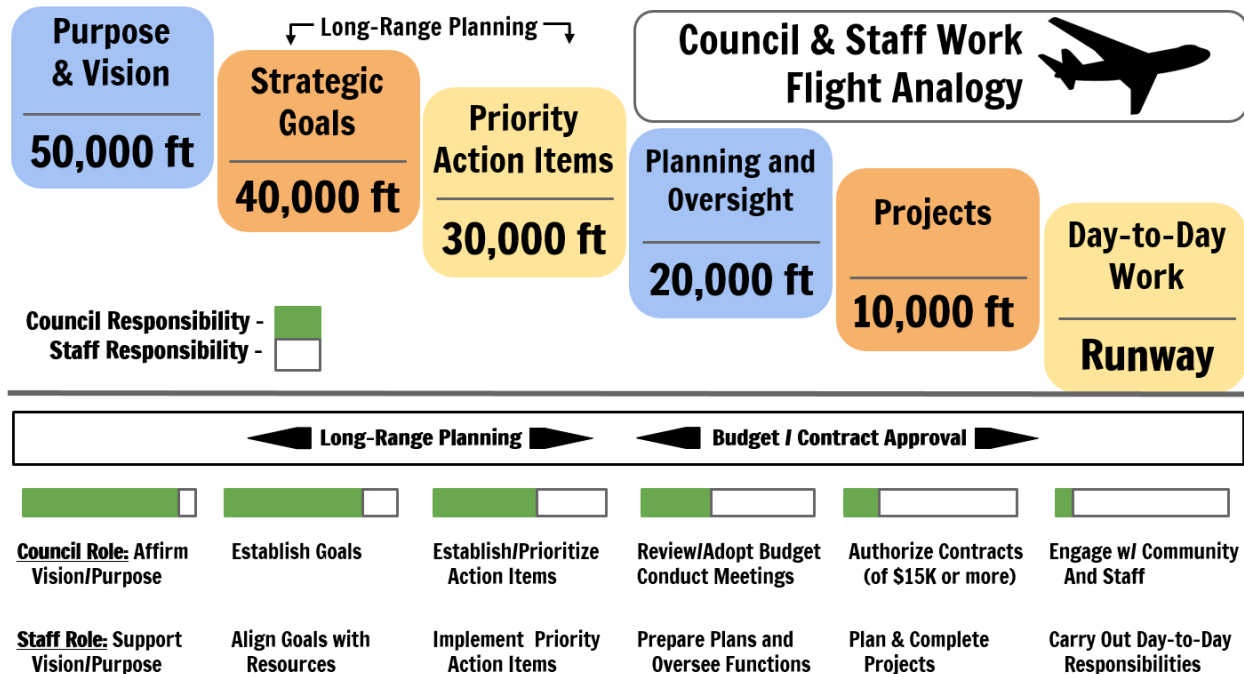 Purpose
& Vision
50,000 ft
Long-Range Planning
Strategic
Goals
40,000 ft
Priority
Action Items
30,000 ft
Council & Staff Work
Flight Analogy
Planning and
Oversight
20,000 ft
Projects
10,000 ft
Day-to-Day
Work
Runway
Council Responsibility -
Staff Responsibility -
Long-Range Planning
Budget / Contract Approval
Council Role: Affirm
Vision/Purpose
Establish Goals
Establish/Prioritize
Action Items
Review/Adopt Budget
Conduct Meetings
Authorize Contracts
(of $15K or more)
Engage w/ Community
And Staff
Staff Role: Support
Vision/Purpose
Align Goals with
Resources
Implement Priority
Action Items
Prepare Plans and
Oversee Functions
Plan & Complete
Projects
Carry Out Day-to-Day
Responsibilities